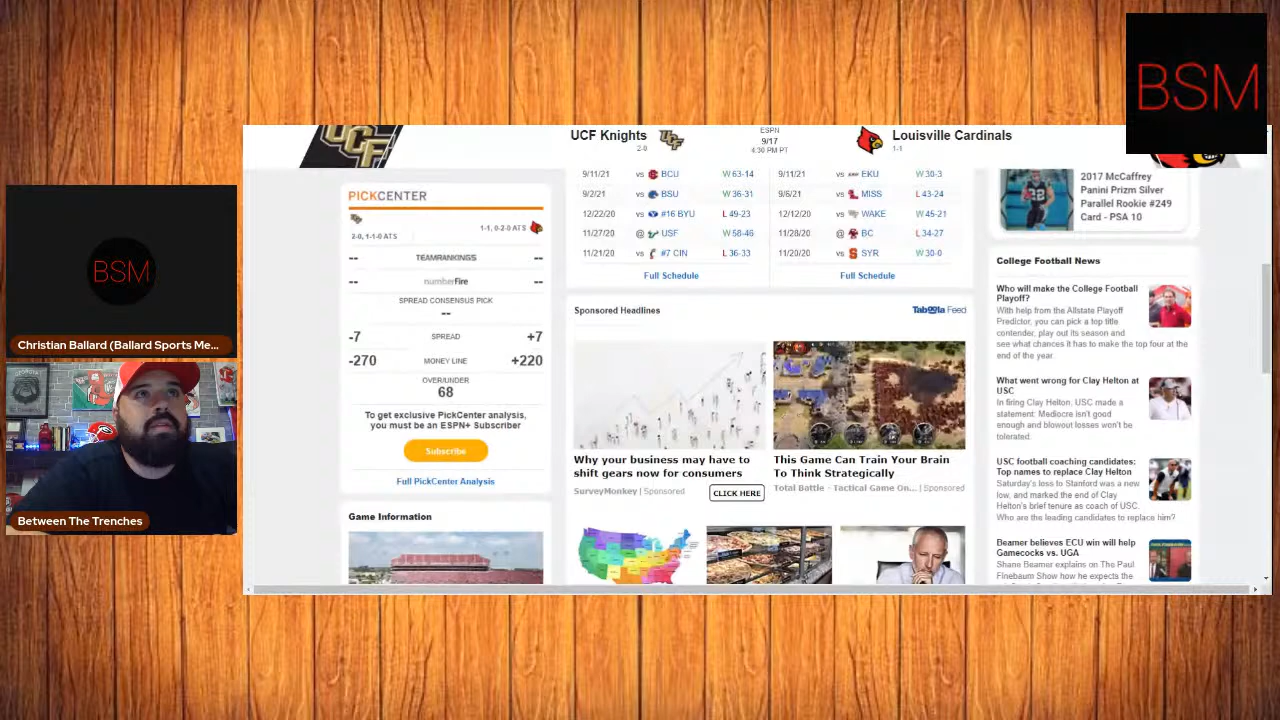 BSM
BSM
Christian Ballard (Ballard Sports Me...
Between The Trenches
UCF
UCF Knights
2-0
UCF
ESPN
9/17
4:30 PM PT
Louisville Cardinals
1-1
PICKCENTER
2-0, 1-1-0 ATS
1-1, 0-2-0 ATS
-- TEAMRANKINGS --
-- numberFire --
SPREAD CONSENSUS PICK
--
-7 SPREAD +7
-270 MONEY LINE +220
OVER/UNDER
68
To get exclusive PickCenter analysis,
you must be an ESPN+ Subscriber
Subscribe
Full PickCenter Analysis
Game Information
9/11/21 vs BCU W 63-14
9/2/21 vs BSU W 36-31
12/22/20 vs #16 BYU L 49-23
11/27/20 @ USF W 58-46
11/21/20 vs #7 CIN L 36-33
Full Schedule
9/11/21 vs EKU W 30-3
9/6/21 vs MISS L 43-24
12/12/20 vs WAKE W 45-21
11/28/20 @ BC L 34-27
11/20/20 vs SYR W 30-0
Full Schedule
Sponsored Headlines
Taboola Feed
Why your business may have to
shift gears now for consumers
SurveyMonkey | Sponsored
CLICK HERE
This Game Can Train Your Brain
To Think Strategically
Total Battle - Tactical Game On... | Sponsored
2017 McCaffrey
Panini Prizm Silver
Parallel Rookie #249
Card - PSA 10
College Football News
Who will make the College Football
Playoff?
With help from the Allstate Playoff
Predictor, you can pick a top title
contender, play out its season and
see what chances it has to make the top four at the
end of the year.
What went wrong for Clay Helton at
USC
In firing Clay Helton, USC made a
statement: Mediocre isn't good
enough and blowout losses won't be
tolerated.
USC football coaching candidates:
Top names to replace Clay Helton
Saturday's loss to Stanford was a new
low, and marked the end of Clay
Helton's brief tenure as coach of USC.
Who are the leading candidates to replace him?
Beamer believes ECU win will help
Gamecocks vs. UGA
Shane Beamer explains on The Paul
Finebaum Show how he expects the